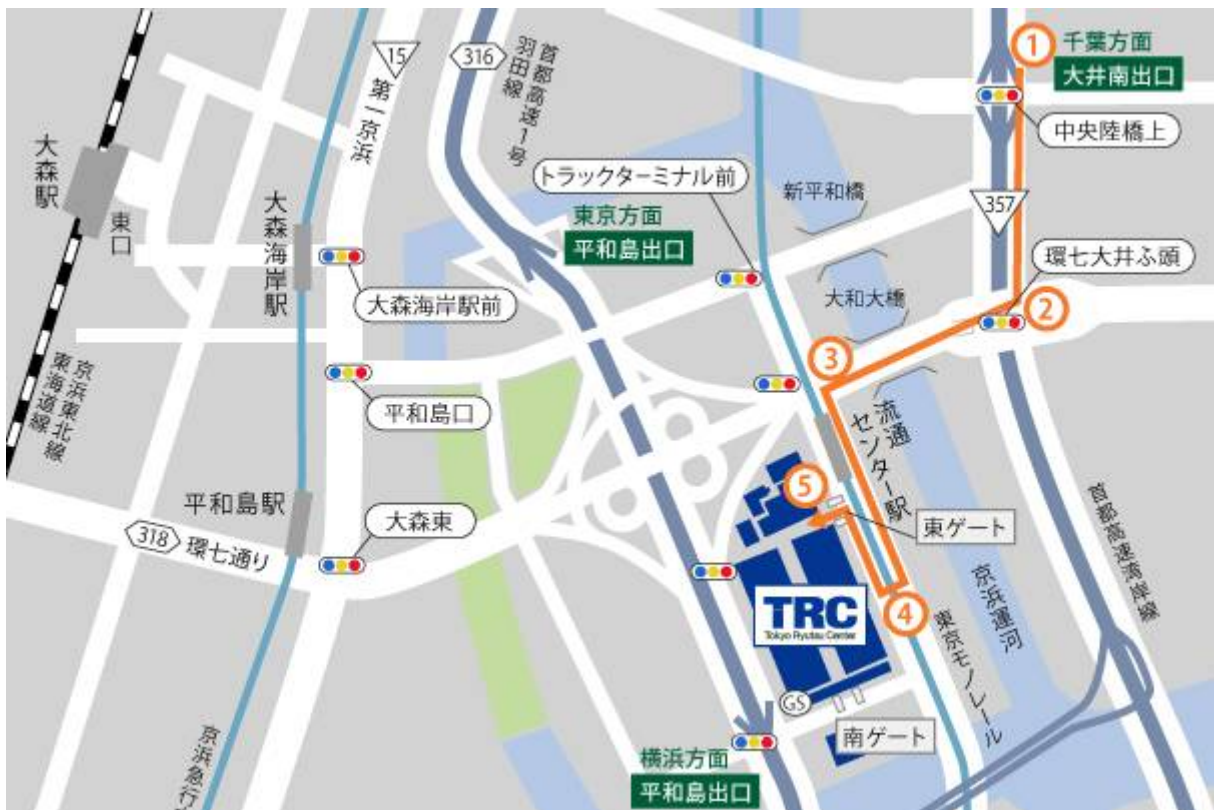 ①
千葉方面
大井南出口
中央陸橋上
316
首都高速1号
羽田線
15
第一京浜
トラックターミナル前
新平和橋
357
大森駅
東口
大森海岸駅
大森海岸駅前
東京方面
平和島出口
大和大橋
環七大井ふ頭
②
③
平和島口
京浜東北線
東海道線
流通
センター駅
⑤
平和島駅
大森東
東ゲート
318
環七通り
TRC
Tokyo Ryutsu Center
④
京浜運河
首都高速湾岸線
東京モノレール
GS
南ゲート
横浜方面
平和島出口
京浜急行